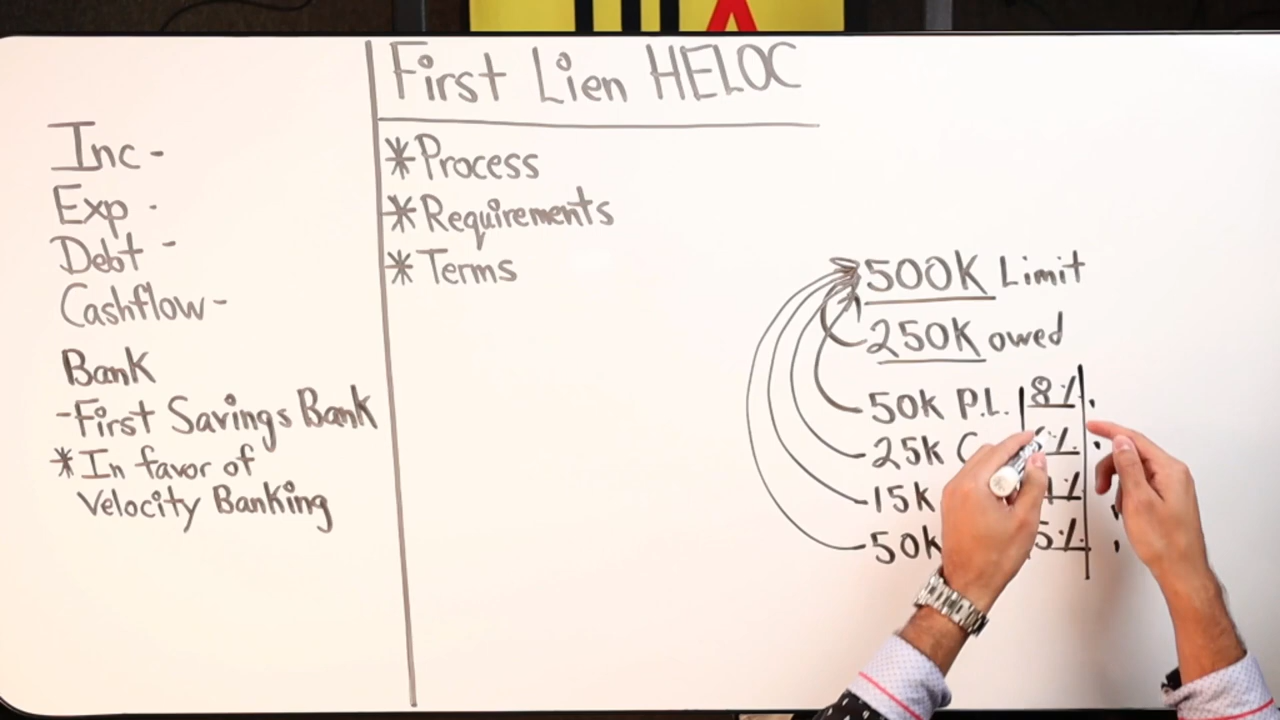 Inc -
Exp -
Debt -
Cashflow -
Bank
- First Savings Bank
* In favor of
Velocity Banking
First Lien HELOC
* Process
* Requirements
* Terms
500K Limit
250K owed
50K P.L. 8%
25K C
15K
50K 5%